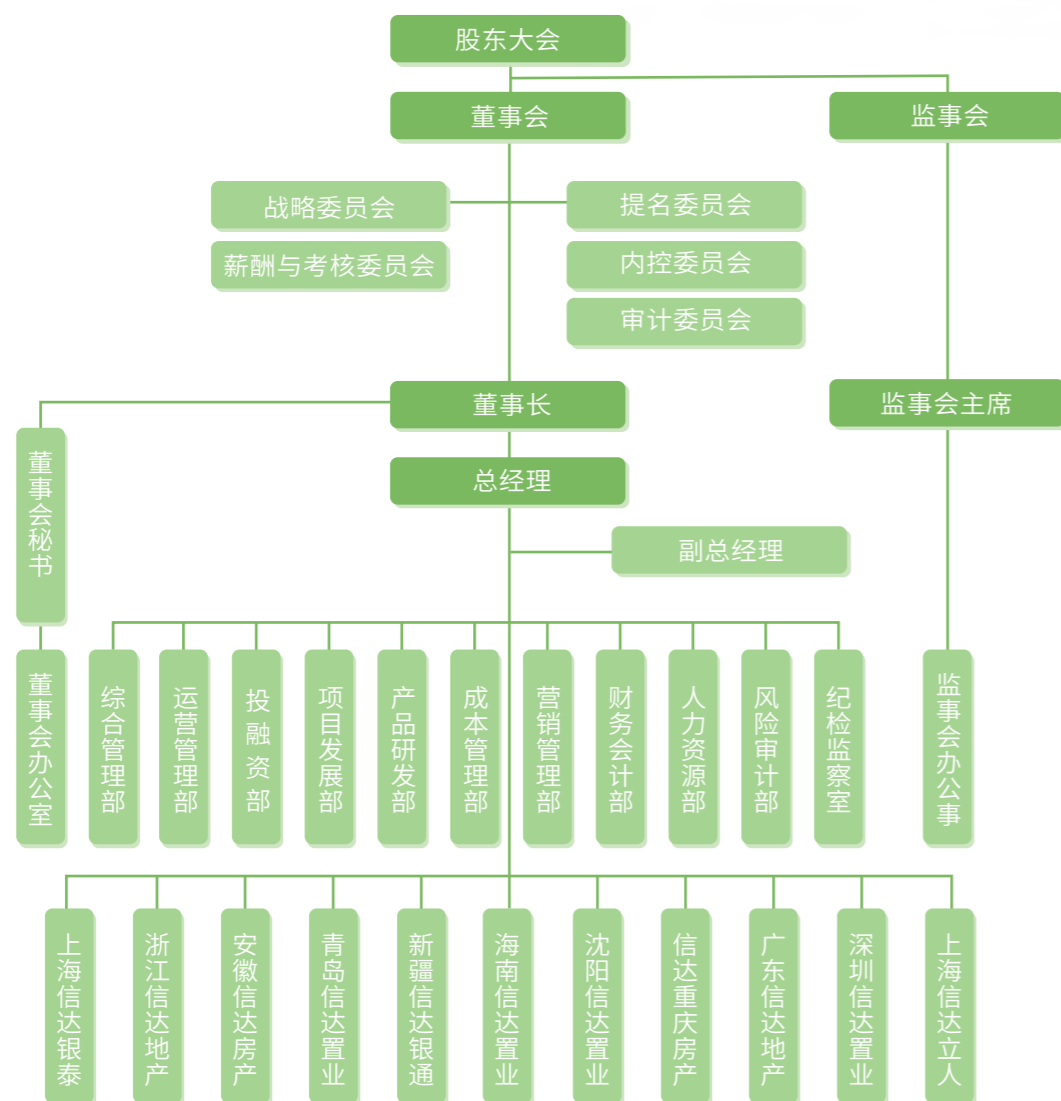 股东大会
董事会
监事会
战略委员会
提名委员会
薪酬与考核委员会
内控委员会
审计委员会
董事长
监事会主席
总经理
董事会秘书
副总经理
董事会办公室
综合管理部
运营管理部
投融资部
项目发展部
产品研发部
成本管理部
营销管理部
财务会计部
人力资源部
风险审计部
纪检监察室
监事会办公事
上海信达银泰
浙江信达地产
安徽信达房产
青岛信达置业
新疆信达银通
海南信达置业
沈阳信达置业
信达重庆房产
广东信达地产
深圳信达置业
上海信达立人